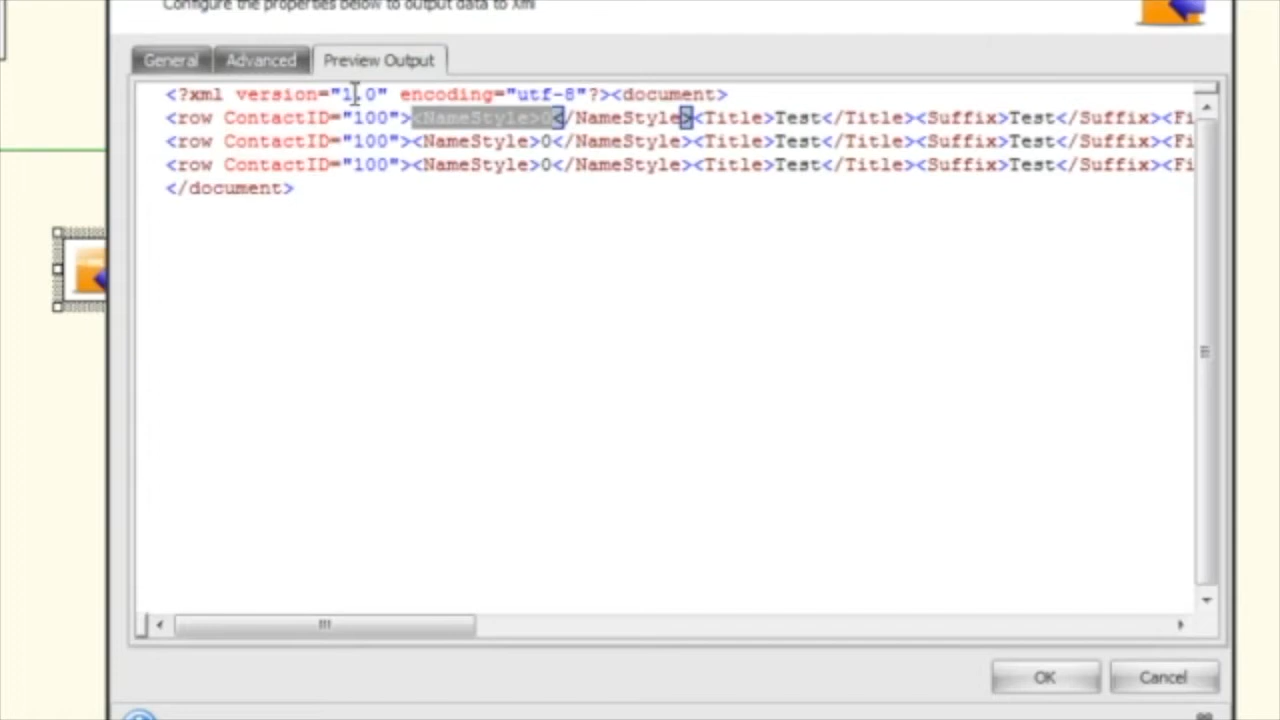 Configure the properties below to output data to Xml
General Advanced Preview Output
<?xml version="1.0" encoding="utf-8"?><document>
<row ContactID="100"><NameStyle>0</NameStyle><Title>Test</Title><Suffix>Test</Suffix><Fi
<row ContactID="100"><NameStyle>0</NameStyle><Title>Test</Title><Suffix>Test</Suffix><Fi
<row ContactID="100"><NameStyle>0</NameStyle><Title>Test</Title><Suffix>Test</Suffix><Fi
</document>
OK Cancel